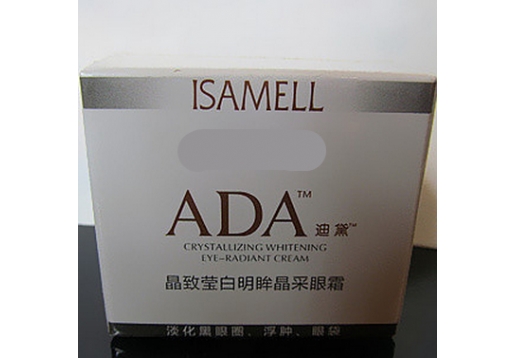 ISAMELL
ADA™ 迪黛™
CRYSTALLIZING WHITENING
EYE-RADIANT CREAM
晶致莹白明眸晶采眼霜
淡化黑眼圈、浮肿、眼袋